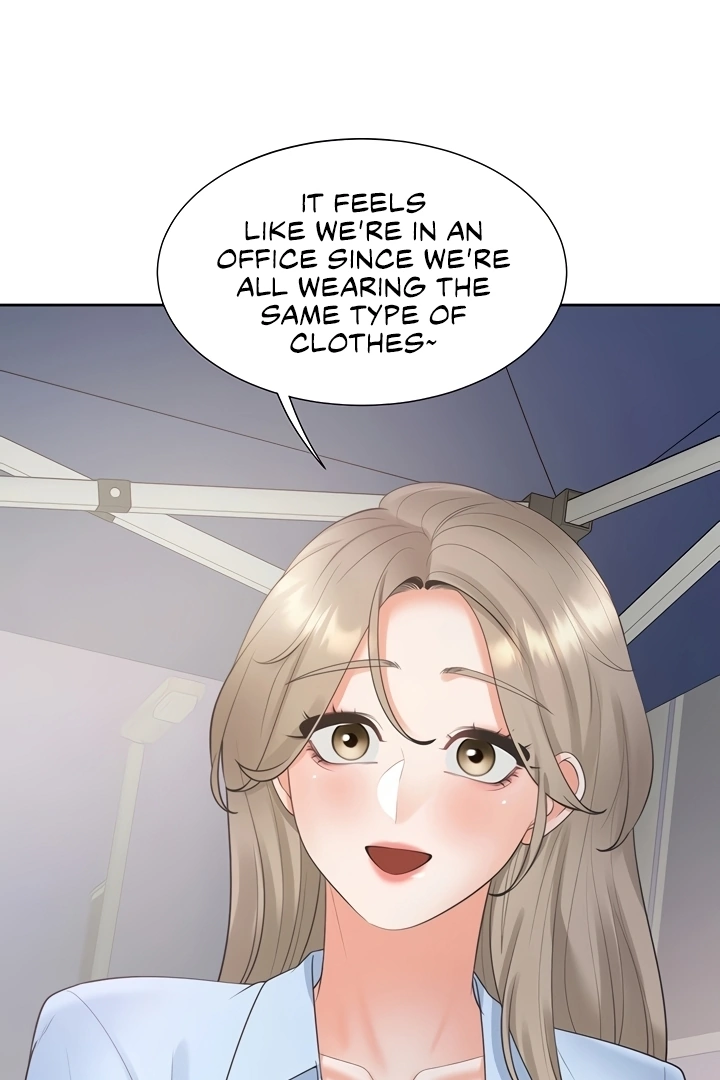 IT FEELS
LIKE WE'RE IN AN
OFFICE SINCE WE'RE
ALL WEARING THE
SAME TYPE OF
CLOTHES~